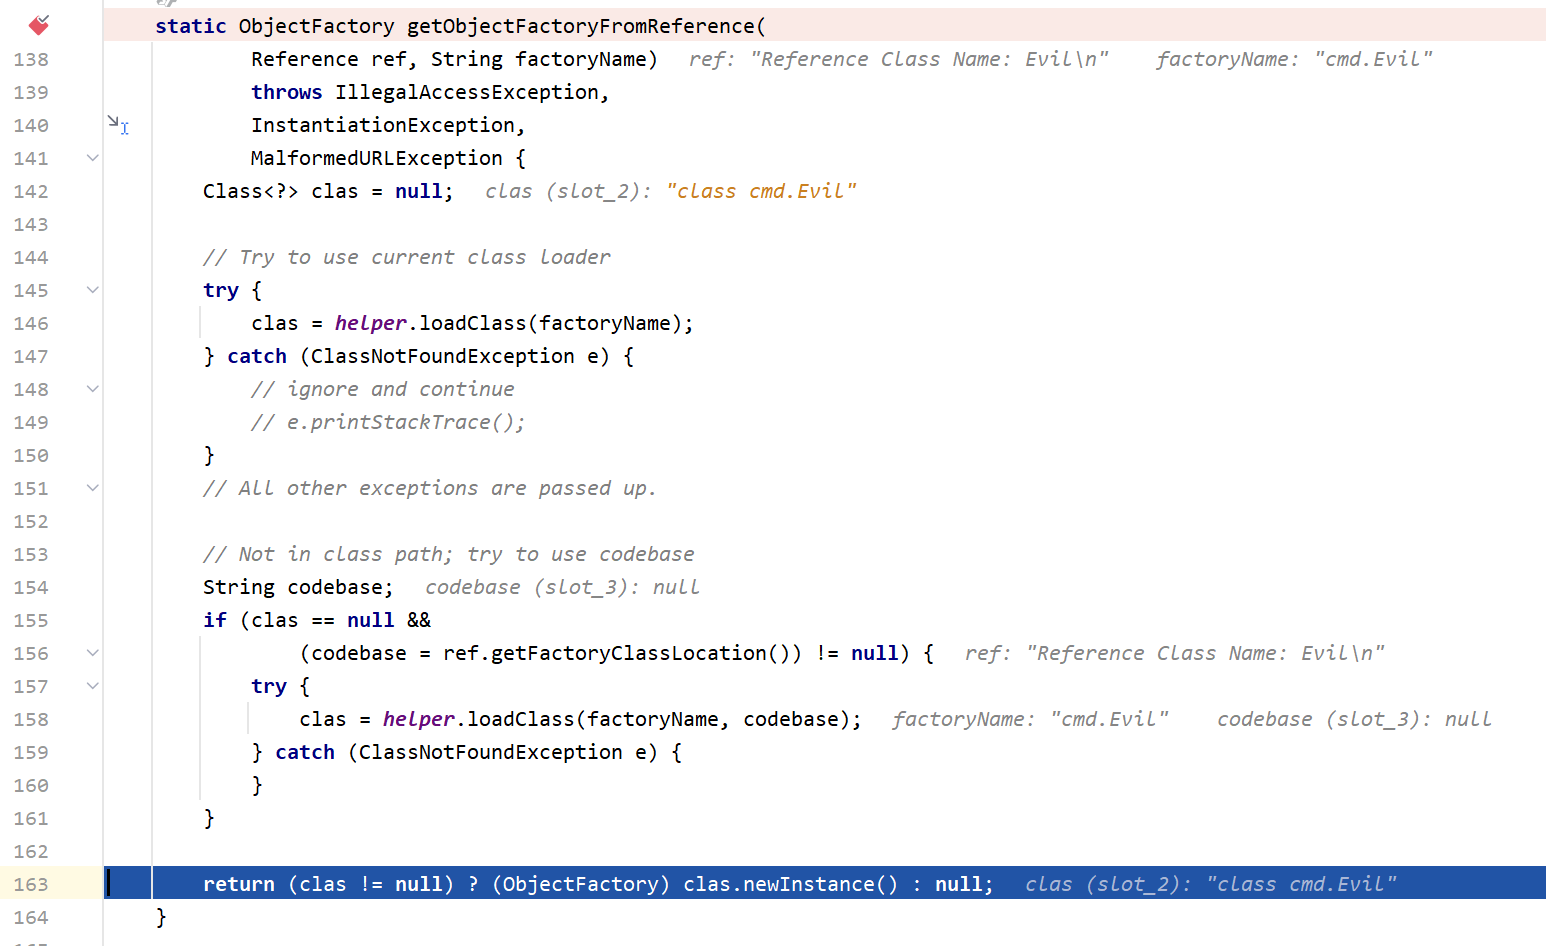 static ObjectFactory getObjectFactoryFromReference(
138 Reference ref, String factoryName) ref: "Reference Class Name: Evil\n" factoryName: "cmd.Evil"
139 throws IllegalAccessException,
140 InstantiationException,
141 MalformedURLException {
142 Class<?> clas = null; clas (slot_2): "class cmd.Evil"
143
144 // Try to use current class loader
145 try {
146 clas = helper.loadClass(factoryName);
147 } catch (ClassNotFoundException e) {
148 // ignore and continue
149 // e.printStackTrace();
150 }
151 // All other exceptions are passed up.
152
153 // Not in class path; try to use codebase
154 String codebase; codebase (slot_3): null
155 if (clas == null &&
156 (codebase = ref.getFactoryClassLocation()) != null) { ref: "Reference Class Name: Evil\n"
157 try {
158 clas = helper.loadClass(factoryName, codebase); factoryName: "cmd.Evil" codebase (slot_3): null
159 } catch (ClassNotFoundException e) {
160 }
161 }
162
163 return (clas != null) ? (ObjectFactory) clas.newInstance() : null; clas (slot_2): "class cmd.Evil"
164 }